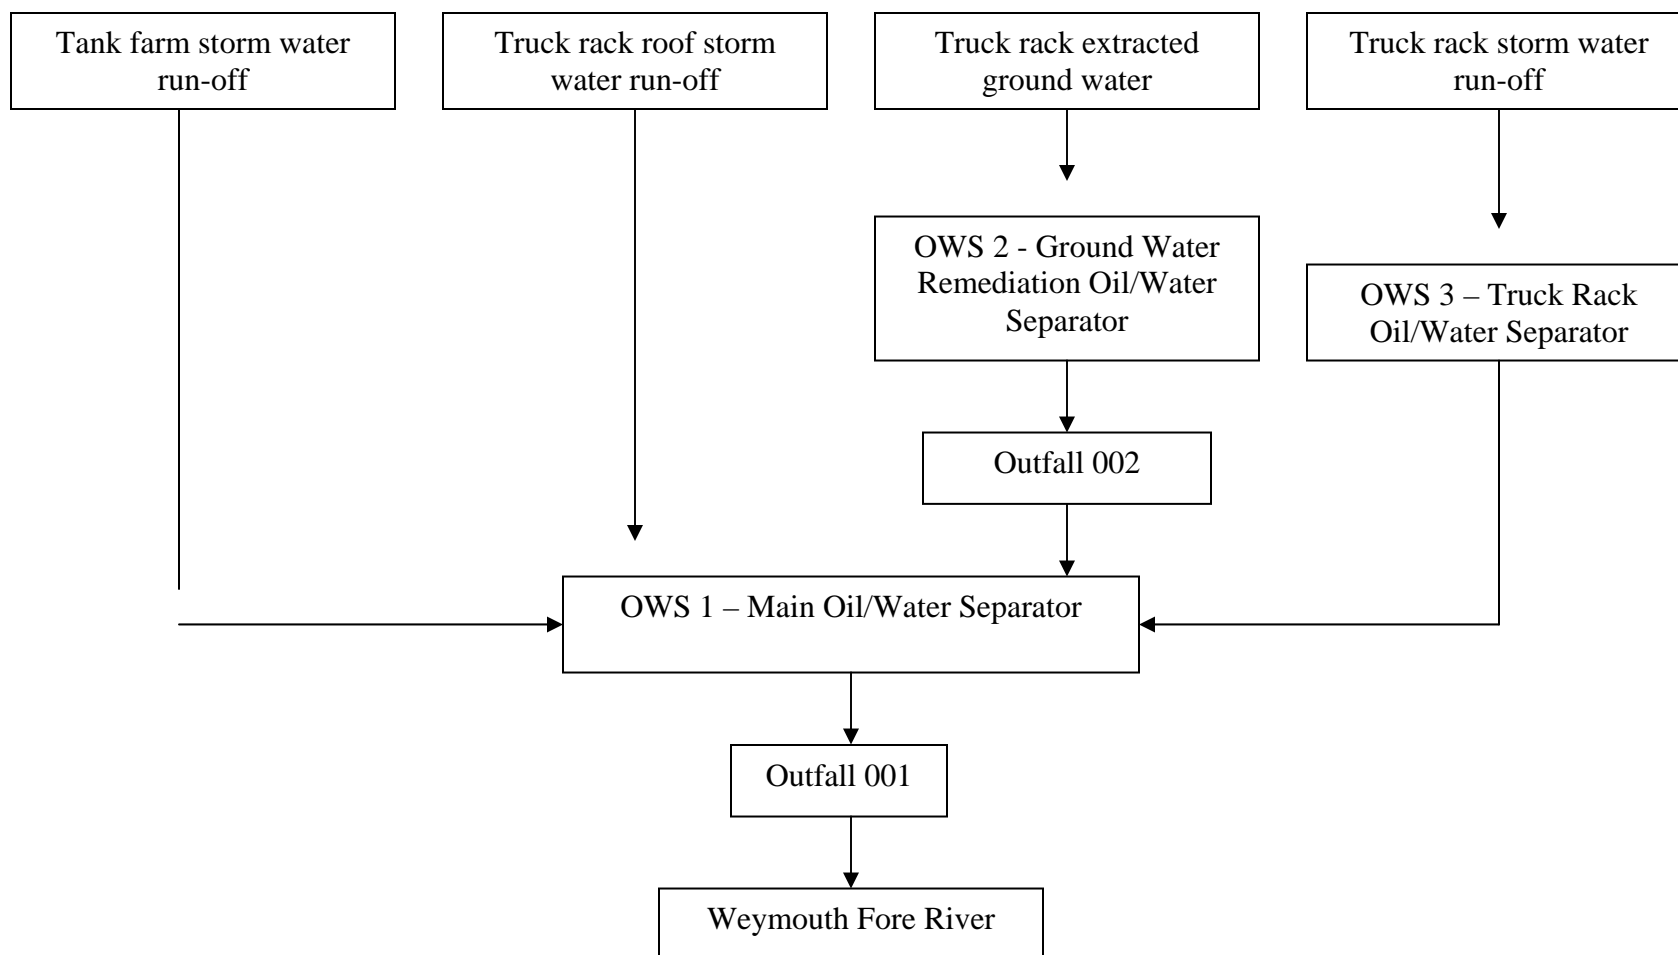 Tank farm storm water
run-off
Truck rack roof storm
water run-off
Truck rack extracted
ground water
Truck rack storm water
run-off
OWS 2 - Ground Water
Remediation Oil/Water
Separator
OWS 3 – Truck Rack
Oil/Water Separator
Outfall 002
OWS 1 – Main Oil/Water Separator
Outfall 001
Weymouth Fore River